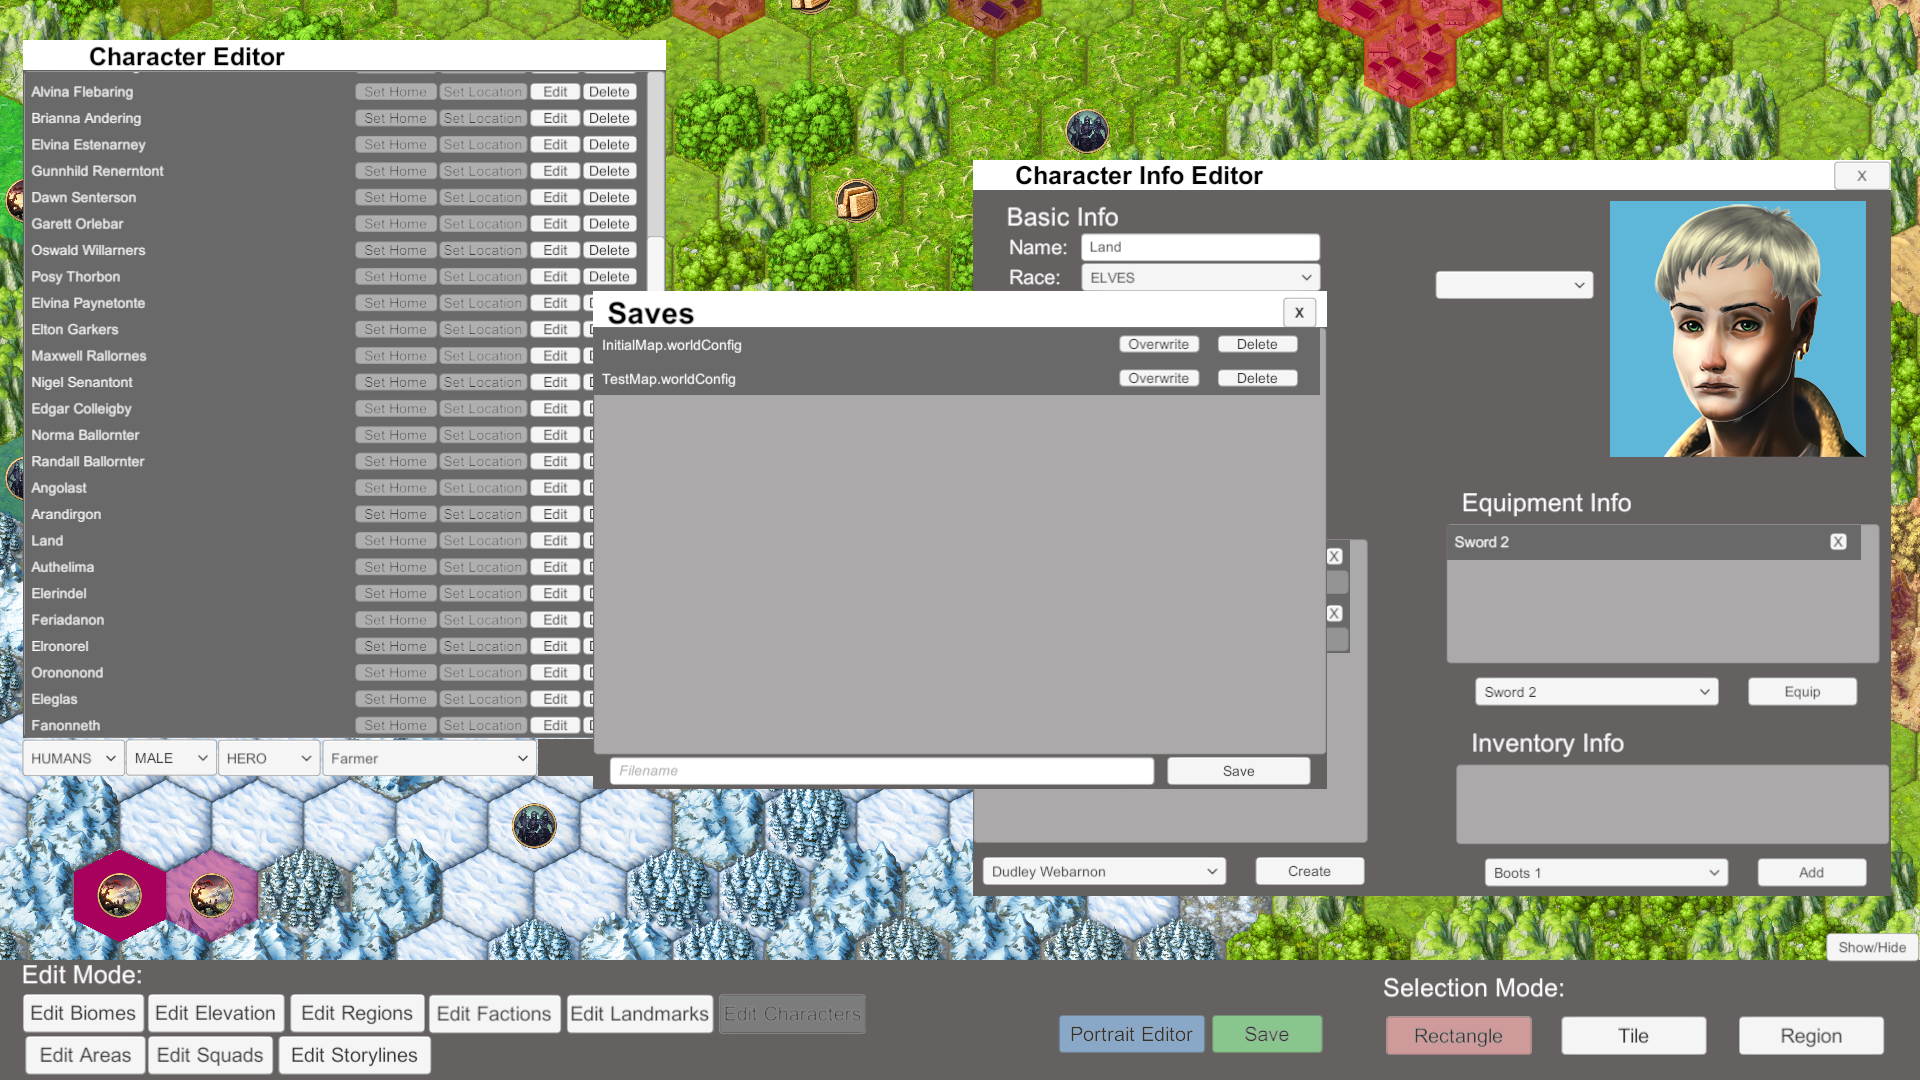 Character Editor
Alvina Flebaring Set Home Set Location Edit Delete
Brianna Andering Set Home Set Location Edit Delete
Elvina Estenarney Set Home Set Location Edit Delete
Gunnhild Renerntont Set Home Set Location Edit Delete
Dawn Senterson Set Home Set Location Edit Delete
Garett Orlebar Set Home Set Location Edit Delete
Oswald Willarners Set Home Set Location Edit Delete
Posy Thorbon Set Home Set Location Edit Delete
Elvina Paynetonte Set Home Set Location Edit
Elton Garkers Set Home Set Location Edit
Maxwell Rallornes Set Home Set Location Edit
Nigel Senantont Set Home Set Location Edit
Edgar Colleigby Set Home Set Location Edit
Norma Ballornter Set Home Set Location Edit
Randall Ballornter Set Home Set Location Edit
Angolast Set Home Set Location Edit
Arandirgon Set Home Set Location Edit
Land Set Home Set Location Edit
Authelima Set Home Set Location Edit
Elerindel Set Home Set Location Edit
Feriadanon Set Home Set Location Edit
Elronorel Set Home Set Location Edit
Orononond Set Home Set Location Edit
Eleglas Set Home Set Location Edit
Fanonneth Set Home Set Location Edit
HUMANS MALE HERO Farmer
Character Info Editor X
Basic Info
Name: Land
Race: ELVES
Saves X
InitialMap.worldConfig Overwrite Delete
TestMap.worldConfig Overwrite Delete
Filename Save
X
X
Dudley Webarnon Create
Equipment Info
Sword 2 X
Sword 2 Equip
Inventory Info
Boots 1 Add
Show/Hide
Edit Mode:
Edit Biomes Edit Elevation Edit Regions Edit Factions Edit Landmarks Edit Characters
Edit Areas Edit Squads Edit Storylines
Portrait Editor Save
Selection Mode:
Rectangle Tile Region